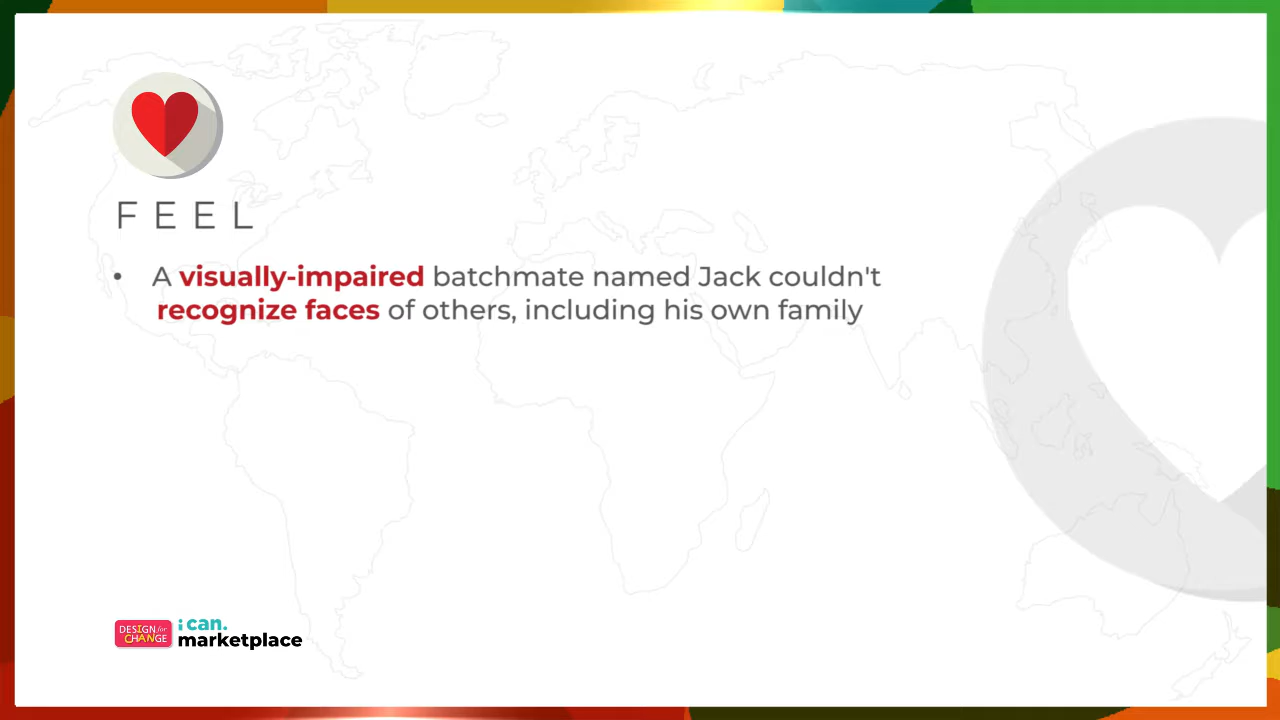 FEEL
• A visually-impaired batchmate named Jack couldn't
recognize faces of others, including his own family
DESIGN for
CHANGE
i can.
marketplace